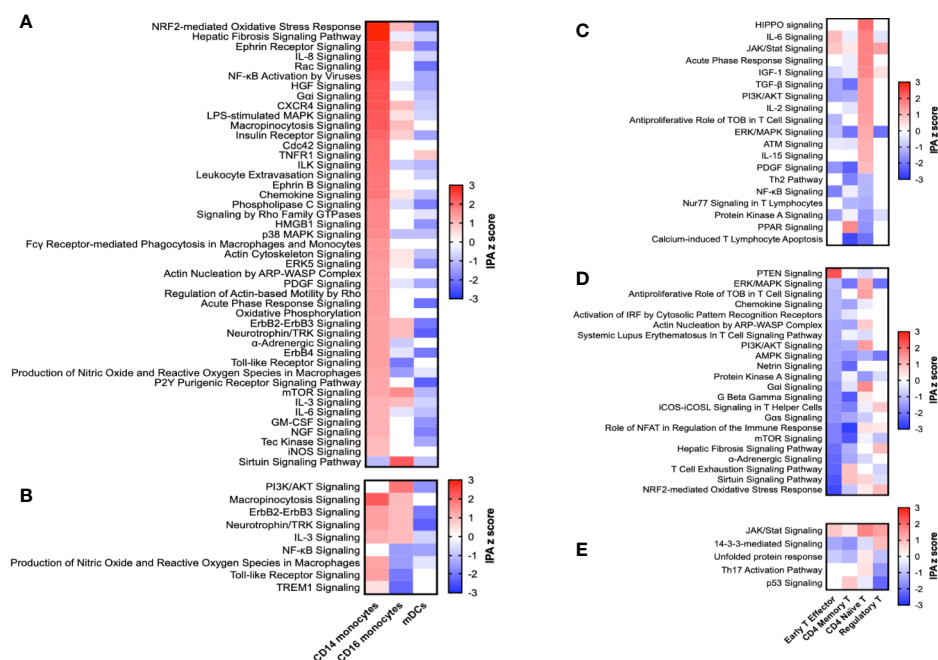 A
NRF2-mediated Oxidative Stress Response
Hepatic Fibrosis Signaling Pathway
Ephrin Receptor Signaling
IL-8 Signaling
Rac Signaling
NF-κB Activation by Viruses
HGF Signaling
Gαi Signaling
CXCR4 Signaling
LPS-stimulated MAPK Signaling
Macropinocytosis Signaling
Insulin Receptor Signaling
Cdc42 Signaling
TNFR1 Signaling
ILK Signaling
Leukocyte Extravasation Signaling
Ephrin B Signaling
Chemokine Signaling
Phospholipase C Signaling
Signaling by Rho Family GTPases
HMGB1 Signaling
p38 MAPK Signaling
Fcγ Receptor-mediated Phagocytosis in Macrophages and Monocytes
Actin Cytoskeleton Signaling
ERK5 Signaling
Actin Nucleation by ARP-WASP Complex
PDGF Signaling
Regulation of Actin-based Motility by Rho
Acute Phase Response Signaling
Oxidative Phosphorylation
ErbB2-ErbB3 Signaling
Neurotrophin/TRK Signaling
α-Adrenergic Signaling
ErbB4 Signaling
Toll-like Receptor Signaling
Production of Nitric Oxide and Reactive Oxygen Species in Macrophages
P2Y Purigenic Receptor Signaling Pathway
mTOR Signaling
IL-3 Signaling
IL-6 Signaling
GM-CSF Signaling
NGF Signaling
Tec Kinase Signaling
iNOS Signaling
Sirtuin Signaling Pathway
3
2
1
0
-1
-2
-3
IPA z score
B
PI3K/AKT Signaling
Macropinocytosis Signaling
ErbB2-ErbB3 Signaling
Neurotrophin/TRK Signaling
IL-3 Signaling
NF-κB Signaling
Production of Nitric Oxide and Reactive Oxygen Species in Macrophages
Toll-like Receptor Signaling
TREM1 Signaling
3
2
1
0
-1
-2
-3
IPA z score
CD14 monocytes
CD16 monocytes
mDCs
C
HIPPO signaling
IL-6 Signaling
JAK/Stat Signaling
Acute Phase Response Signaling
IGF-1 Signaling
TGF-β Signaling
PI3K/AKT Signaling
IL-2 Signaling
Antiproliferative Role of TOB in T Cell Signaling
ERK/MAPK Signaling
ATM Signaling
IL-15 Signaling
PDGF Signaling
Th2 Pathway
NF-κB Signaling
Nur77 Signaling in T Lymphocytes
Protein Kinase A Signaling
PPAR Signaling
Calcium-induced T Lymphocyte Apoptosis
3
2
1
0
-1
-2
-3
IPA z score
D
PTEN Signaling
ERK/MAPK Signaling
Antiproliferative Role of TOB in T Cell Signaling
Chemokine Signaling
Activation of IRF by Cytosolic Pattern Recognition Receptors
Actin Nucleation by ARP-WASP Complex
Systemic Lupus Erythematosus In T Cell Signaling Pathway
PI3K/AKT Signaling
AMPK Signaling
Netrin Signaling
Protein Kinase A Signaling
Gαi Signaling
G Beta Gamma Signaling
iCOS-iCOSL Signaling in T Helper Cells
Gαs Signaling
Role of NFAT in Regulation of the Immune Response
mTOR Signaling
Hepatic Fibrosis Signaling Pathway
α-Adrenergic Signaling
T Cell Exhaustion Signaling Pathway
Sirtuin Signaling Pathway
NRF2-mediated Oxidative Stress Response
3
2
1
0
-1
-2
-3
IPA z score
E
JAK/Stat Signaling
14-3-3-mediated Signaling
Unfolded protein response
Th17 Activation Pathway
p53 Signaling
3
2
1
0
-1
-2
-3
IPA z score
Early T Effector
CD4 Memory T
CD4 Naive T
Regulatory T